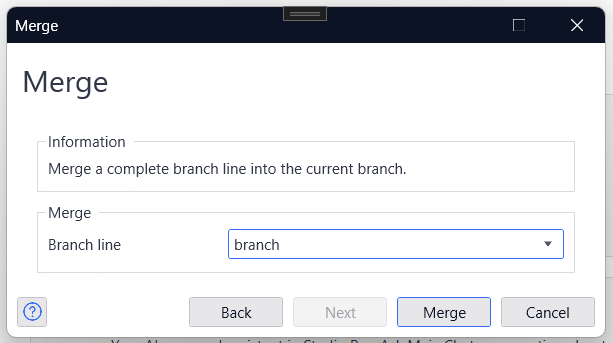 Merge
Merge
Information
Merge a complete branch line into the current branch.
Merge
Branch line
branch
Back
Next
Merge
Cancel